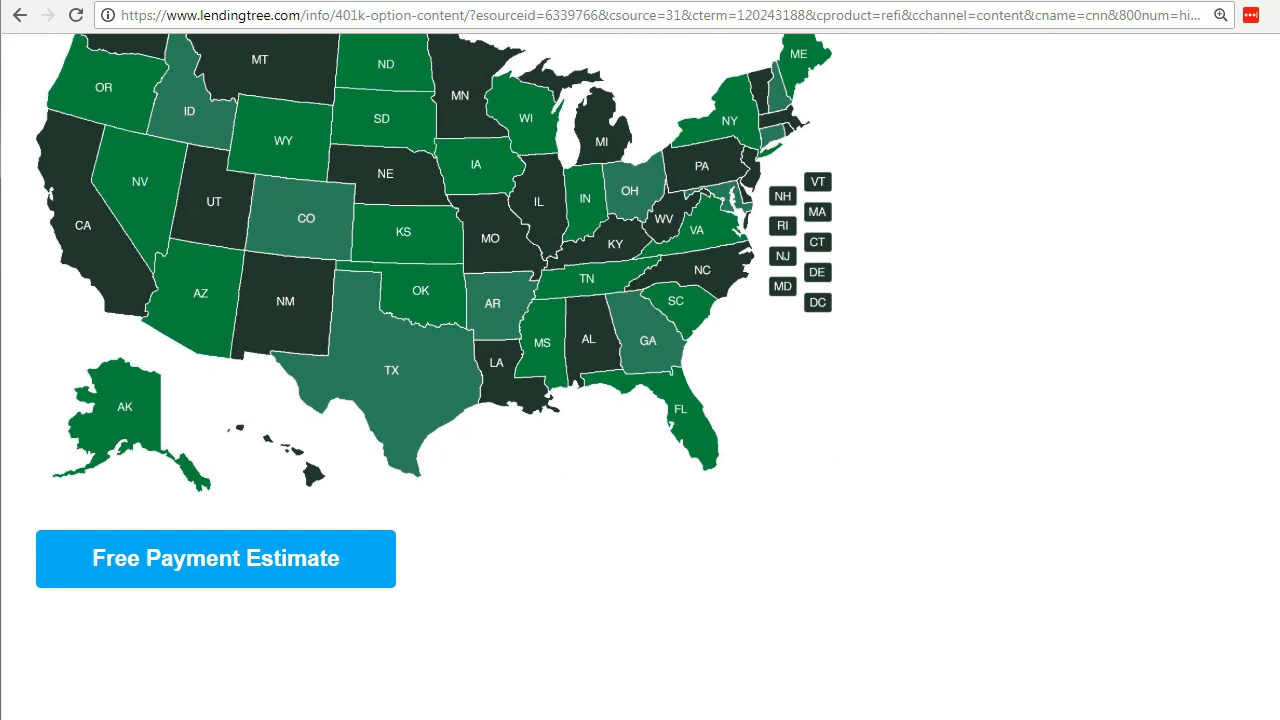 https://www.lendingtree.com/info/401k-option-content/?esourceid=6339766&csource=31&cterm=120243188&cproduct=refi&cchannel=content&cname=cnn&800num=hi...
ME
MT
ND
OR
MN
ID
SD
WI
NY
WY
MI
IA
PA
NE
NV
VT
OH
NH
IN
UT
IL
MA
CO
WV
CA
RI
VA
KS
MO
CT
KY
NJ
NC
DE
TN
MD
OK
AZ
SC
NM
DC
AR
AL
GA
MS
LA
TX
AK
FL
Free Payment Estimate